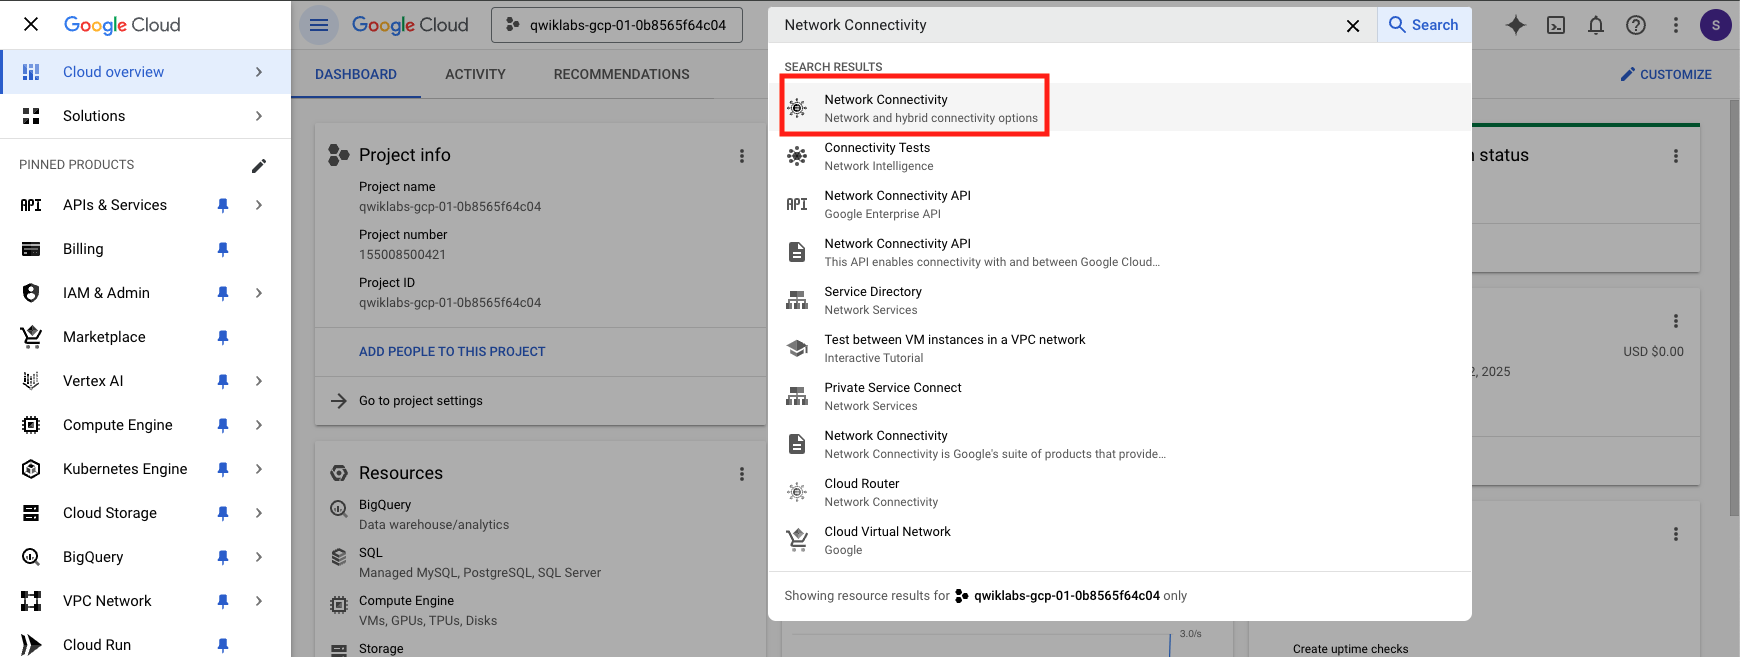 Google Cloud
Cloud overview
Solutions
PINNED PRODUCTS
API APIs & Services
Billing
IAM & Admin
Marketplace
Vertex AI
Compute Engine
Kubernetes Engine
Cloud Storage
BigQuery
VPC Network
Cloud Run
Google Cloud
qwiklabs-gcp-01-0b8565f64c04
Network Connectivity
Search
S
DASHBOARD
ACTIVITY
RECOMMENDATIONS
CUSTOMIZE
Project info
Project name
qwiklabs-gcp-01-0b8565f64c04
Project number
155008500421
Project ID
qwiklabs-gcp-01-0b8565f64c04
ADD PEOPLE TO THIS PROJECT
Go to project settings
Resources
BigQuery
Data warehouse/analytics
SQL
Managed MySQL, PostgreSQL, SQL Server
Compute Engine
VMs, GPUs, TPUs, Disks
Storage
SEARCH RESULTS
Network Connectivity
Network and hybrid connectivity options
Connectivity Tests
Network Intelligence
API Network Connectivity API
Google Enterprise API
Network Connectivity API
This API enables connectivity with and between Google Cloud...
Service Directory
Network Services
Test between VM instances in a VPC network
Interactive Tutorial
Private Service Connect
Network Services
Network Connectivity
Network Connectivity is Google's suite of products that provide...
Cloud Router
Network Connectivity
Cloud Virtual Network
Google
Showing resource results for qwiklabs-gcp-01-0b8565f64c04 only
3.0/s
status
USD $0.00
2, 2025
Create uptime checks